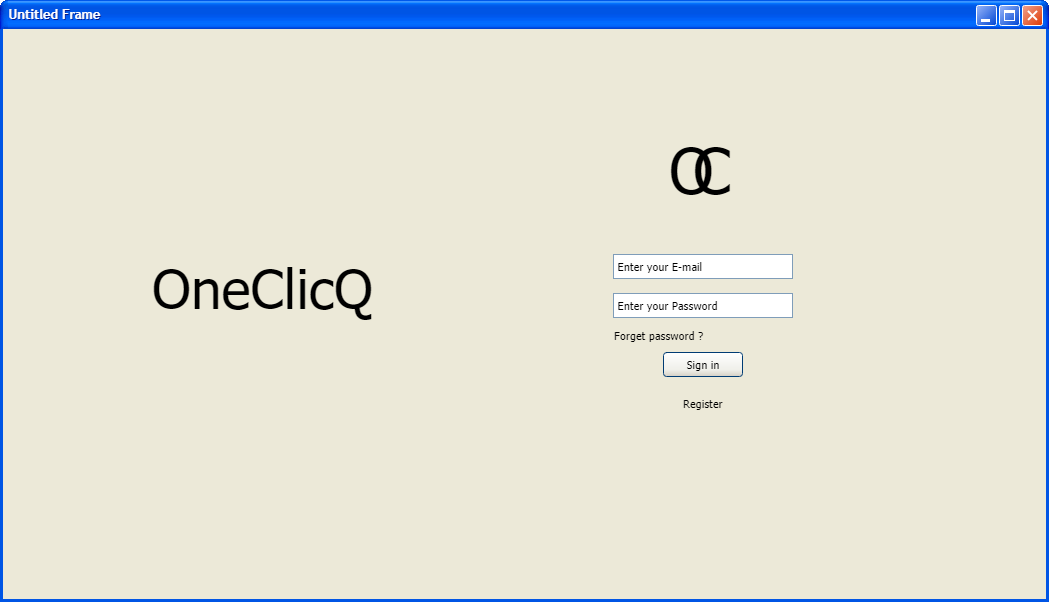 Untitled Frame
OC
OneClicQ
Enter your E-mail
Enter your Password
Forget password ?
Sign in
Register